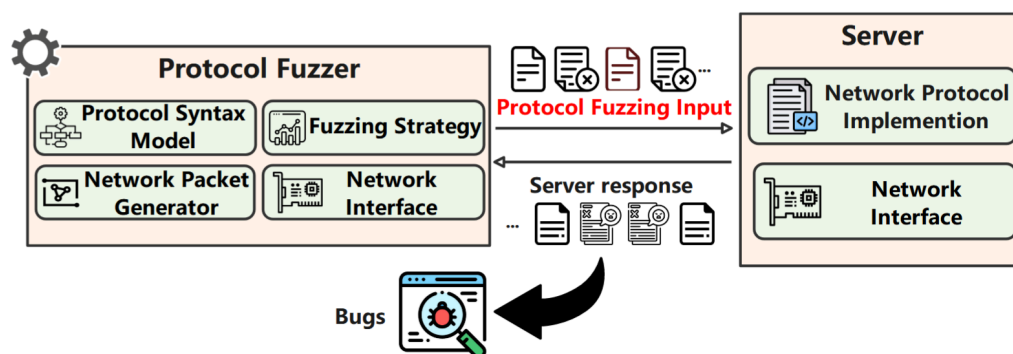 Protocol Fuzzer
Protocol Syntax
Model
Fuzzing Strategy
Network Packet
Generator
Network
Interface
...
Protocol Fuzzing Input
Server response
...
Server
Network Protocol
Implemention
Network
Interface
Bugs